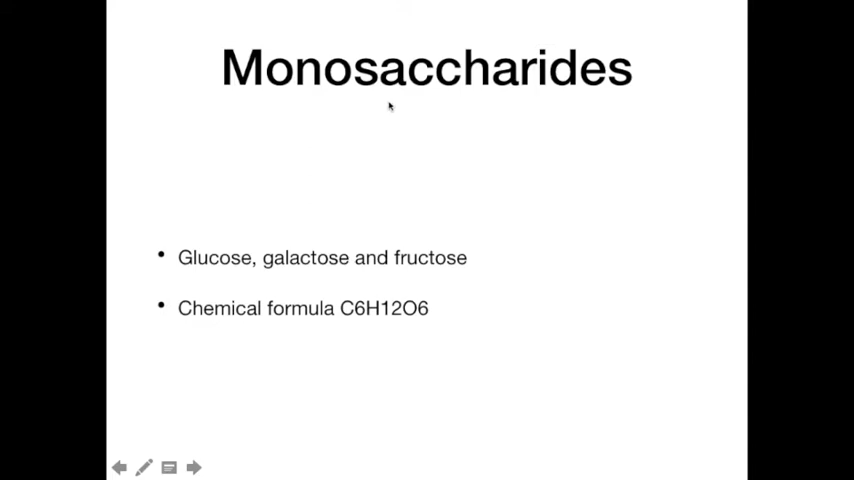 Monosaccharides
• Glucose, galactose and fructose
• Chemical formula C6H12O6